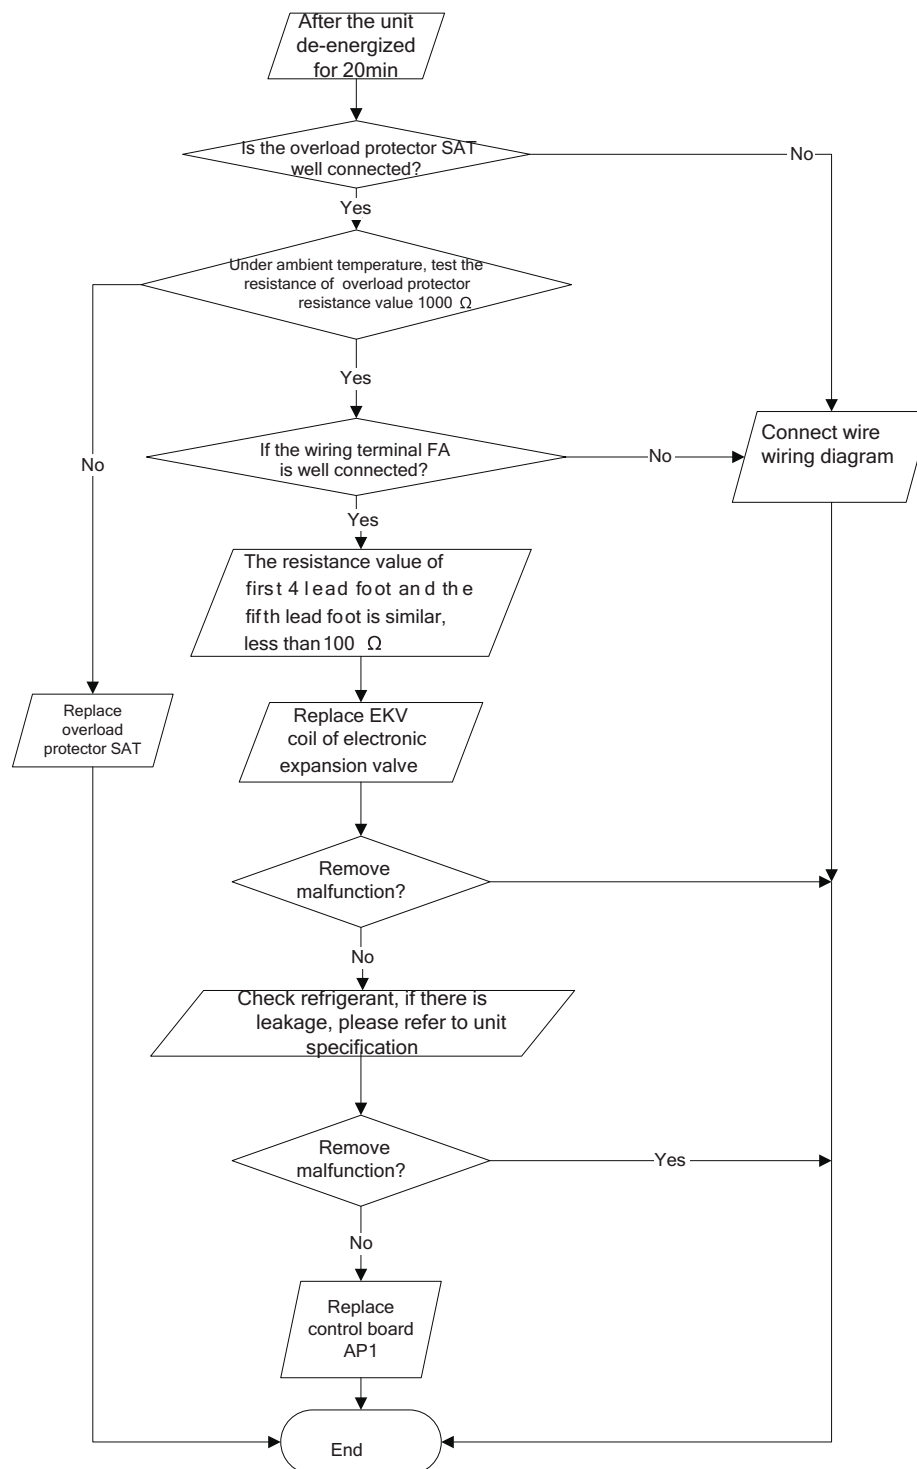 After the unit
de-energized
for 20min
Is the overload protector SAT
well connected?
No
Yes
Under ambient temperature, test the
resistance of overload protector
resistance value 1000 Ω
Yes
If the wiring terminal FA
is well connected?
No
Connect wire
wiring diagram
No
Yes
The resistance value of
first 4 lead foot and the
fifth lead foot is similar,
less than 100 Ω
Replace
overload
protector SAT
Replace EKV
coil of electronic
expansion valve
Remove
malfunction?
No
Check refrigerant, if there is
leakage, please refer to unit
specification
Remove
malfunction?
Yes
No
Replace
control board
AP1
End